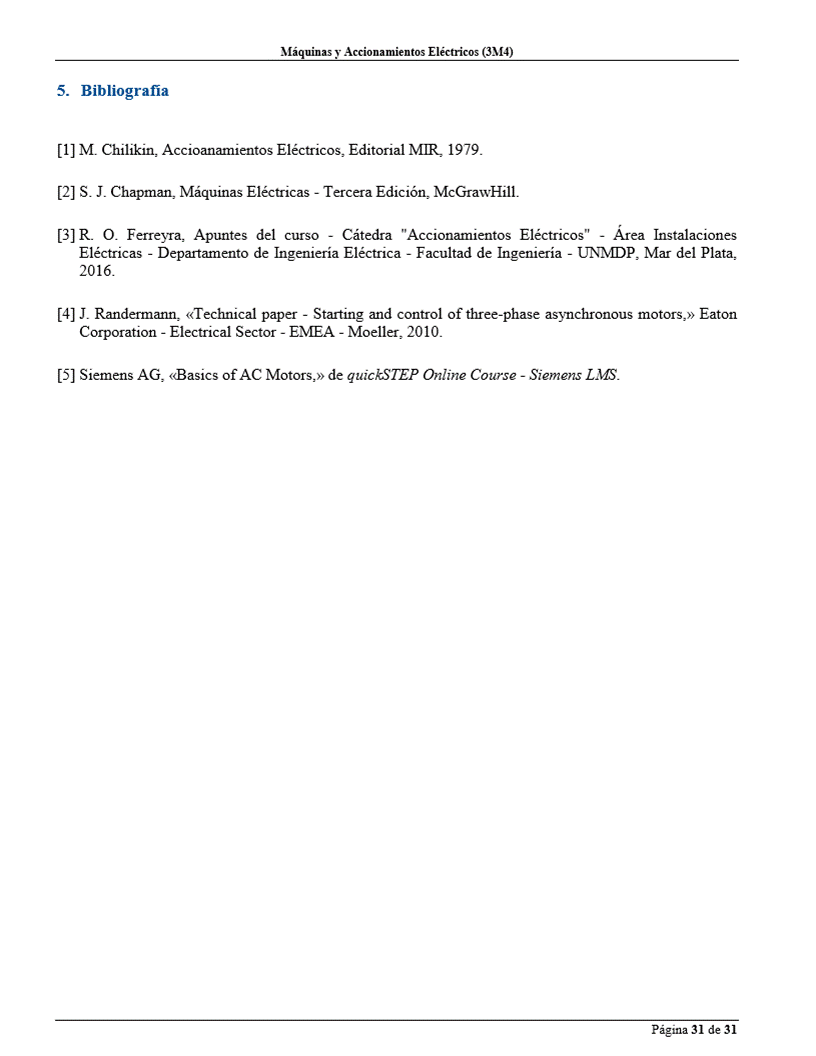 Máquinas y Accionamientos Eléctricos (3M4)
5. Bibliografía
[1] M. Chilikin, Accioanamientos Eléctricos, Editorial MIR, 1979.
[2] S. J. Chapman, Máquinas Eléctricas - Tercera Edición, McGrawHill.
[3] R. O. Ferreyra, Apuntes del curso - Cátedra "Accionamientos Eléctricos" - Área Instalaciones
Eléctricas - Departamento de Ingeniería Eléctrica - Facultad de Ingeniería - UNMDP, Mar del Plata,
2016.
[4] J. Randermann, «Technical paper - Starting and control of three-phase asynchronous motors,» Eaton
Corporation - Electrical Sector - EMEA - Moeller, 2010.
[5] Siemens AG, «Basics of AC Motors,» de quickSTEP Online Course - Siemens LMS.
Página 31 de 31